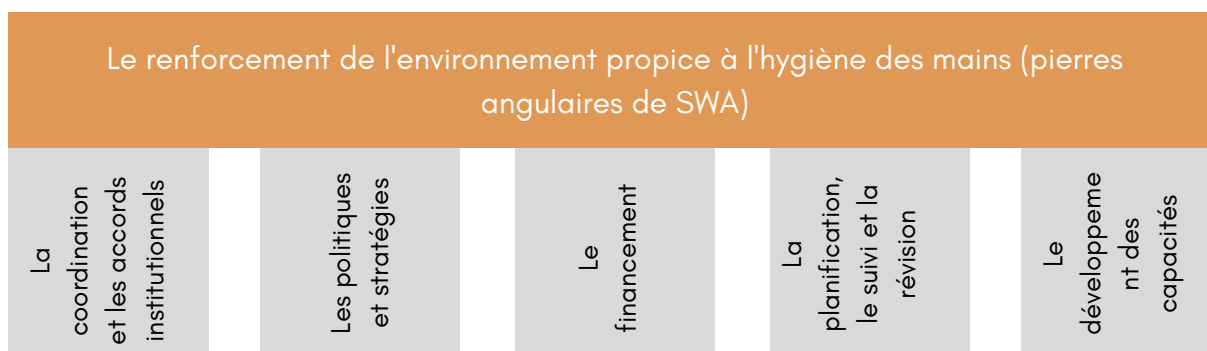 Le renforcement de l'environnement propice à l'hygiène des mains (pierres
angulaires de SWA)
La
coordination
et les accords
institutionnels
Les politiques
et stratégies
Le
financement
La
planification,
le suivi et la
révision
Le
développeme
nt des
capacités